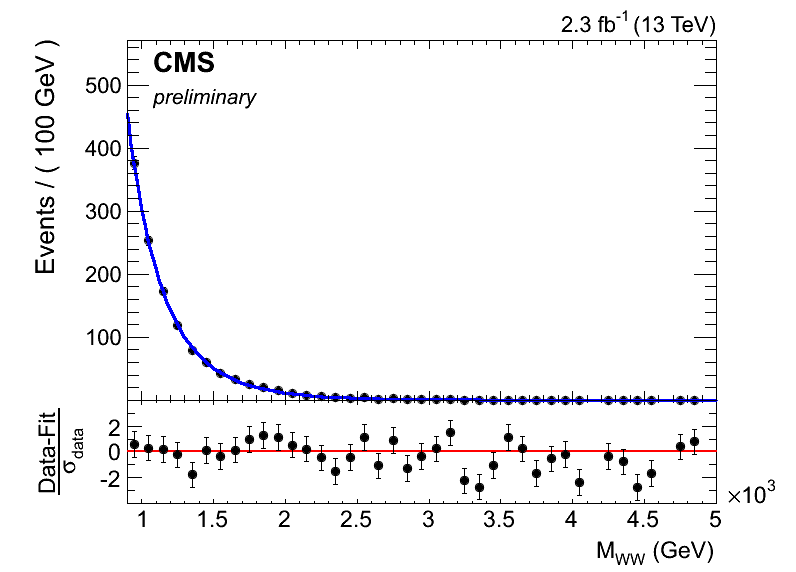 2.3 fb⁻¹ (13 TeV)
CMS
preliminary
Events / ( 100 GeV )
500
400
300
200
100
Data-Fit
σdata
2
0
-2
1
1.5
2
2.5
3
3.5
4
4.5
5
×10³
M_WW (GeV)